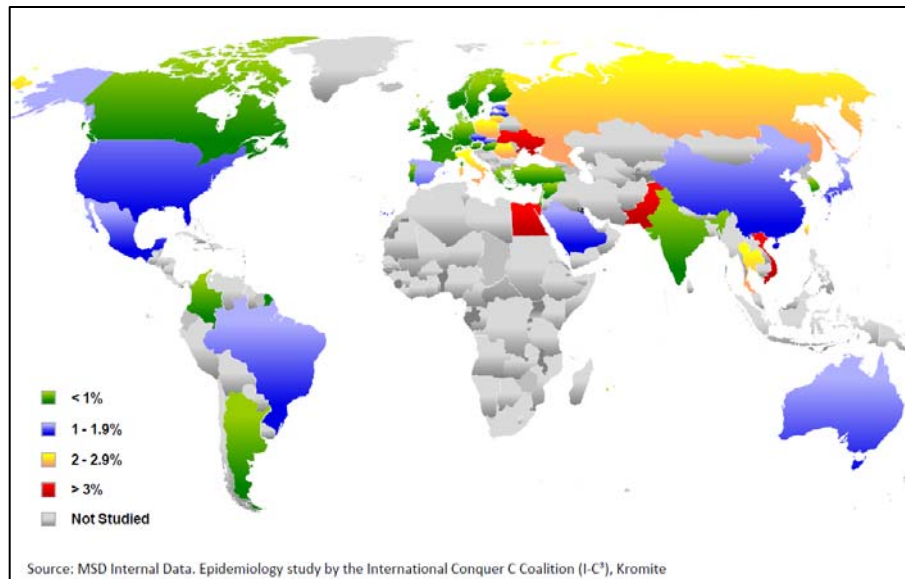 < 1%
1 - 1.9%
2 - 2.9%
> 3%
Not Studied
Source: MSD Internal Data. Epidemiology study by the International Conquer C Coalition (I-C³), Kromite